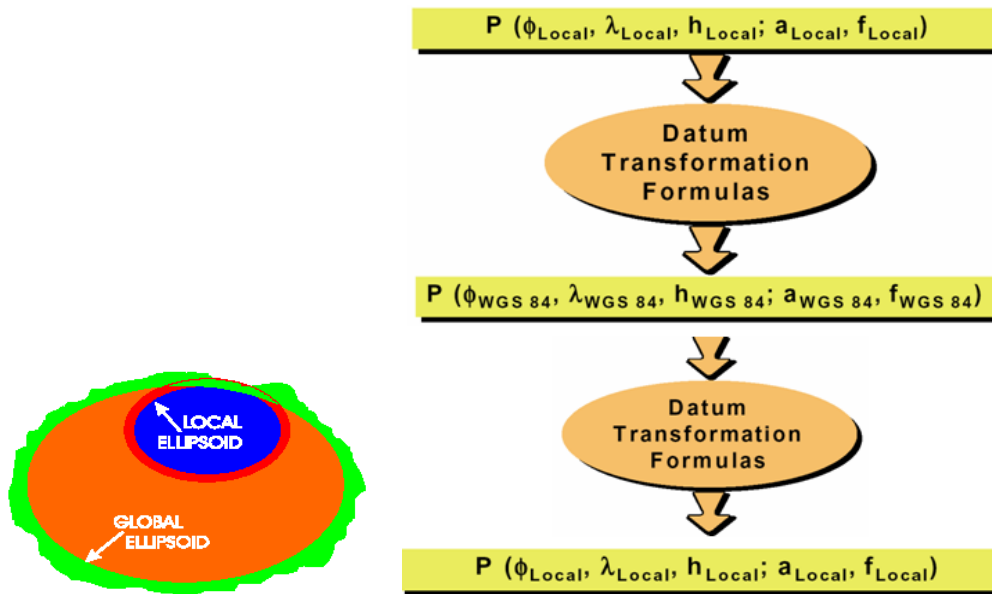 P (ϕLocal, λLocal, hLocal; aLocal, fLocal)
Datum
Transformation
Formulas
P (ϕWGS 84, λWGS 84, hWGS 84; aWGS 84, fWGS 84)
Datum
Transformation
Formulas
P (ϕLocal, λLocal, hLocal; aLocal, fLocal)
LOCAL
ELLIPSOID
GLOBAL
ELLIPSOID